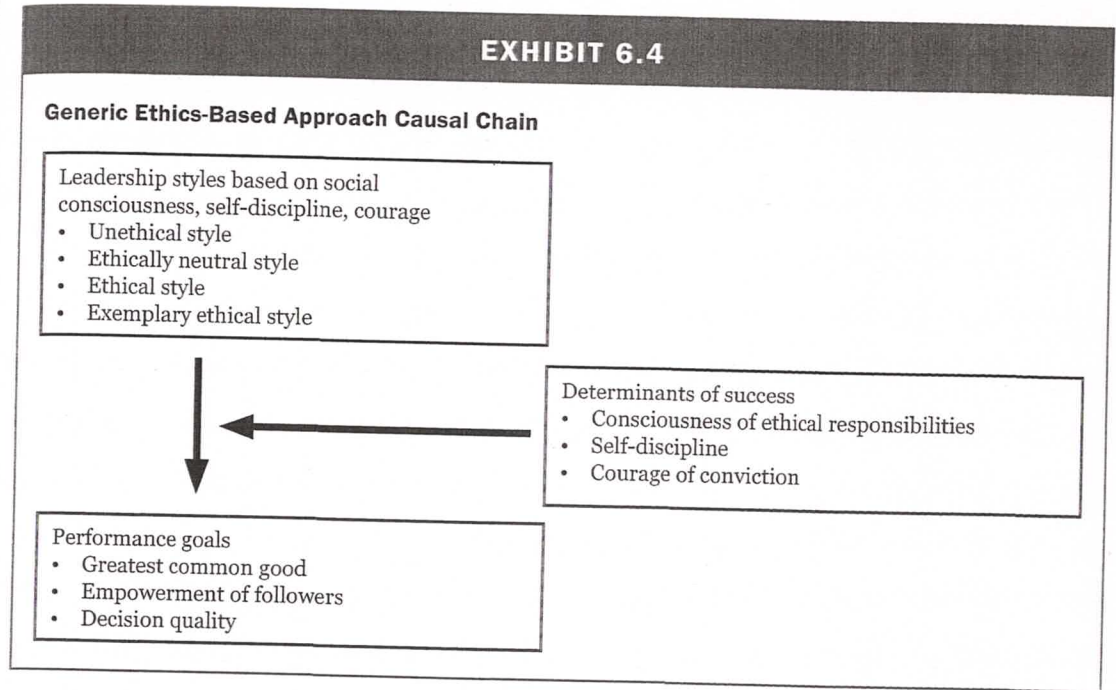 EXHIBIT 6.4
Generic Ethics-Based Approach Causal Chain
Leadership styles based on social
consciousness, self-discipline, courage
• Unethical style
• Ethically neutral style
• Ethical style
• Exemplary ethical style
Determinants of success
• Consciousness of ethical responsibilities
• Self-discipline
• Courage of conviction
Performance goals
• Greatest common good
• Empowerment of followers
• Decision quality